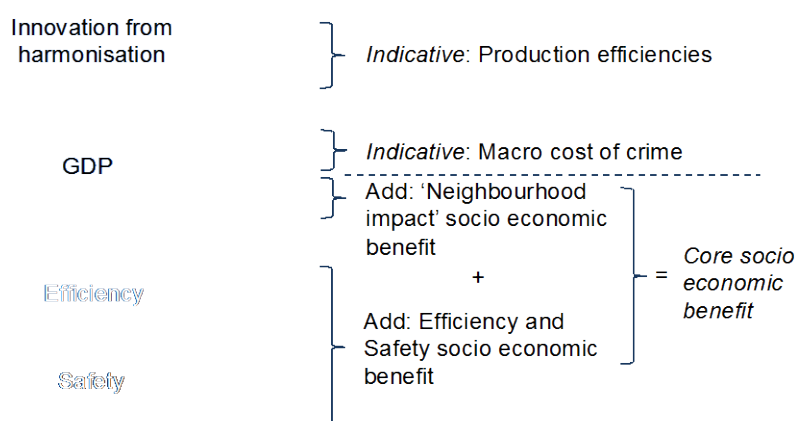 Innovation from
harmonisation
Indicative: Production efficiencies
GDP
Indicative: Macro cost of crime
Add: ‘Neighbourhood
impact’ socio economic
benefit
+
Efficiency
Add: Efficiency and
Safety socio economic
benefit
Safety
= Core socio
economic
benefit